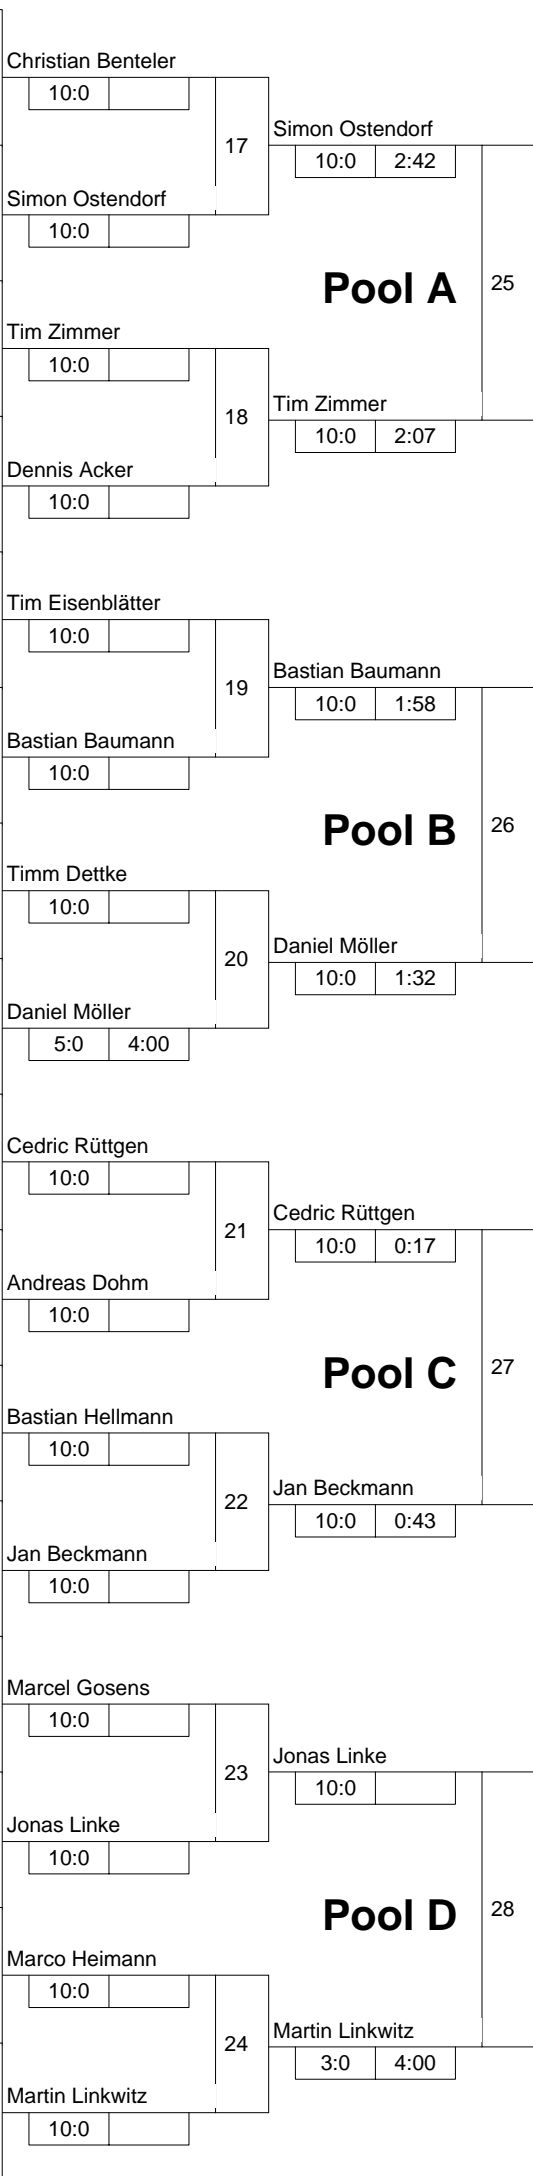 Christian Benteler
10:0
17
Simon Ostendorf
10:0 2:42
Simon Ostendorf
10:0
Pool A
25
Tim Zimmer
10:0
18
Tim Zimmer
10:0 2:07
Dennis Acker
10:0
Tim Eisenblätter
10:0
19
Bastian Baumann
10:0 1:58
Bastian Baumann
10:0
Pool B
26
Timm Dettke
10:0
20
Daniel Möller
10:0 1:32
Daniel Möller
5:0 4:00
Cedric Rüttgen
10:0
21
Cedric Rüttgen
10:0 0:17
Andreas Dohm
10:0
Pool C
27
Bastian Hellmann
10:0
22
Jan Beckmann
10:0 0:43
Jan Beckmann
10:0
Marcel Gosens
10:0
23
Jonas Linke
10:0
Jonas Linke
10:0
Pool D
28
Marco Heimann
10:0
24
Martin Linkwitz
3:0 4:00
Martin Linkwitz
10:0